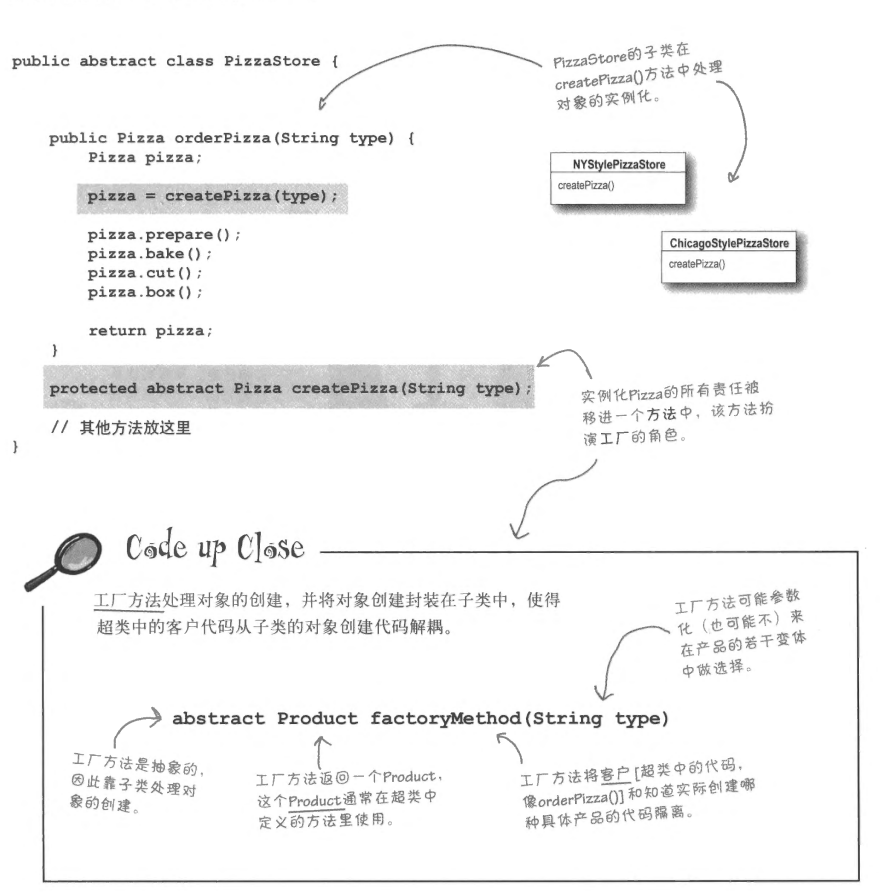 public abstract class PizzaStore {
PizzaStore的子类在
createPizza()方法中处理
对象的实例化。
public Pizza orderPizza(String type) {
Pizza pizza;
pizza = createPizza(type);
pizza.prepare();
pizza.bake();
pizza.cut();
pizza.box();
return pizza;
}
NYStylePizzaStore
createPizza()
ChicagoStylePizzaStore
createPizza()
protected abstract Pizza createPizza(String type);
// 其他方法放这里
}
实例化Pizza的所有责任被
移进一个方法中，该方法扮
演工厂的角色。
Code up Close
工厂方法处理对象的创建，并将对象创建封装在子类中，使得
超类中的客户代码从子类的对象创建代码解耦。
工厂方法可能参数
化（也可能不）来
在产品的若干变体
中做选择。
abstract Product factoryMethod(String type)
工厂方法是抽象的，
因此靠子类处理对
象的创建。
工厂方法返回一个Product，
这个Product通常在超类中
定义的方法里使用。
工厂方法将客户[超类中的代码，
像orderPizza()]和知道实际创建哪
种具体产品的代码隔离。